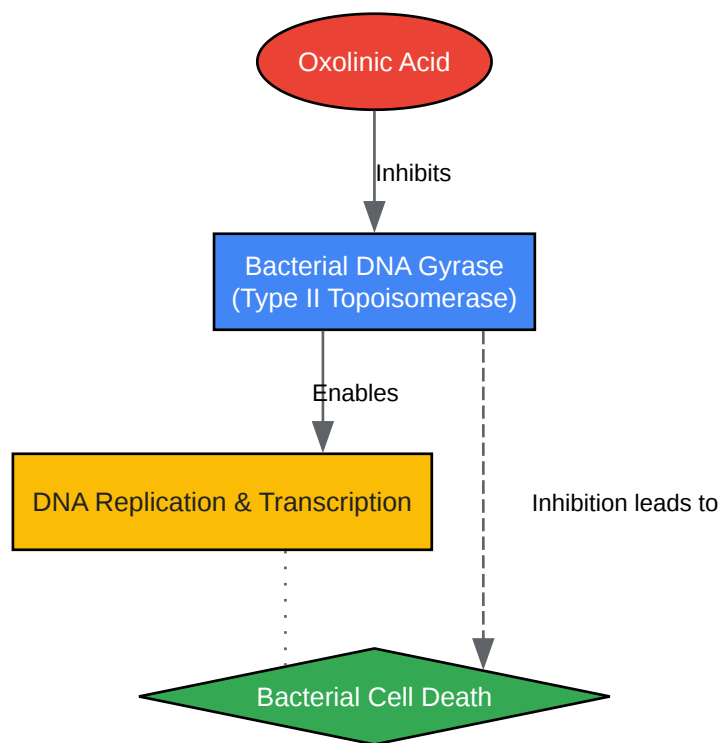 Oxolinic Acid
Inhibits
Bacterial DNA Gyrase
(Type II Topoisomerase)
Enables
DNA Replication & Transcription
Inhibition leads to
Bacterial Cell Death